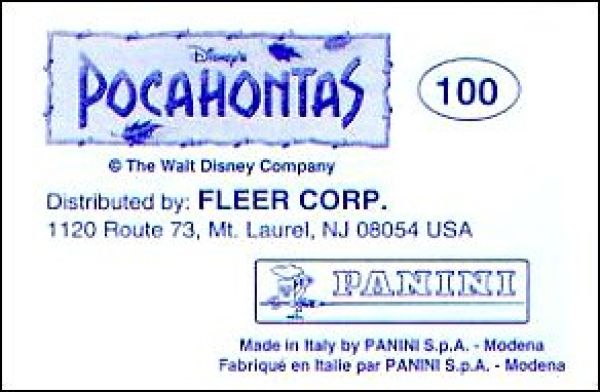 Disney's
POCAHONTAS
100
© The Walt Disney Company
Distributed by: FLEER CORP.
1120 Route 73, Mt. Laurel, NJ 08054 USA
PANINI
Made in Italy by PANINI S.p.A. - Modena
Fabriqué en Italie par PANINI S.p.A. - Modena